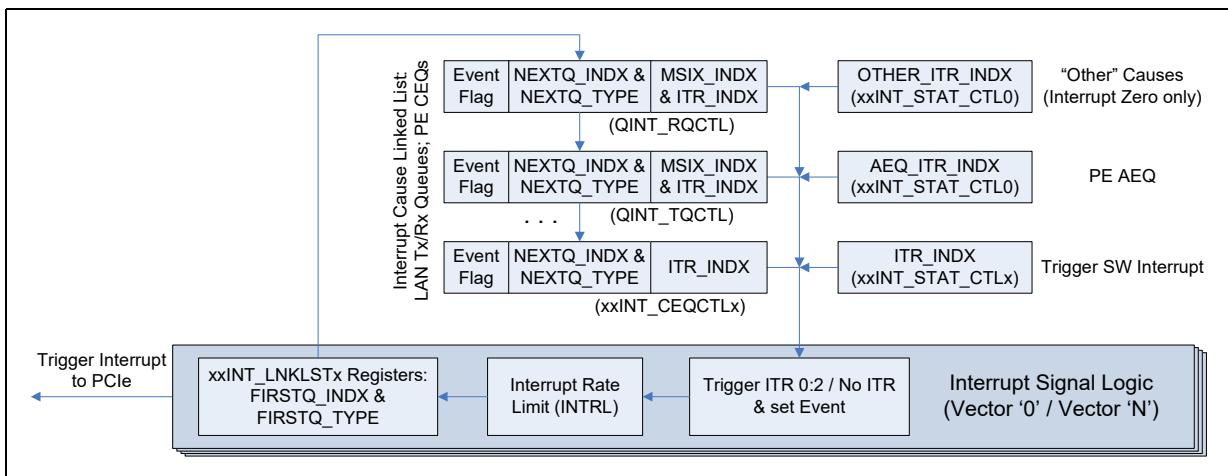 Interrupt Cause Linked List:
LAN Tx/Rx Queues; PE CEQs
Event
Flag
NEXTQ_INDX &
NEXTQ_TYPE
MSIX_INDX
& ITR_INDX
(QINT_RQCTL)
OTHER_ITR_INDX
(xxINT_STAT_CTL0)
“Other” Causes
(Interrupt Zero only)
Event
Flag
NEXTQ_INDX &
NEXTQ_TYPE
MSIX_INDX
& ITR_INDX
(QINT_TQCTL)
AEQ_ITR_INDX
(xxINT_STAT_CTL0)
PE AEQ
. . .
Event
Flag
NEXTQ_INDX &
NEXTQ_TYPE
ITR_INDX
(xxINT_CEQCTLx)
ITR_INDX
(xxINT_STAT_CTLx)
Trigger SW Interrupt
Trigger Interrupt
to PCIe
xxINT_LNKLSTx Registers:
FIRSTQ_INDX &
FIRSTQ_TYPE
Interrupt Rate
Limit (INTRL)
Trigger ITR 0:2 / No ITR
& set Event
Interrupt Signal Logic
(Vector ‘0’ / Vector ‘N’)